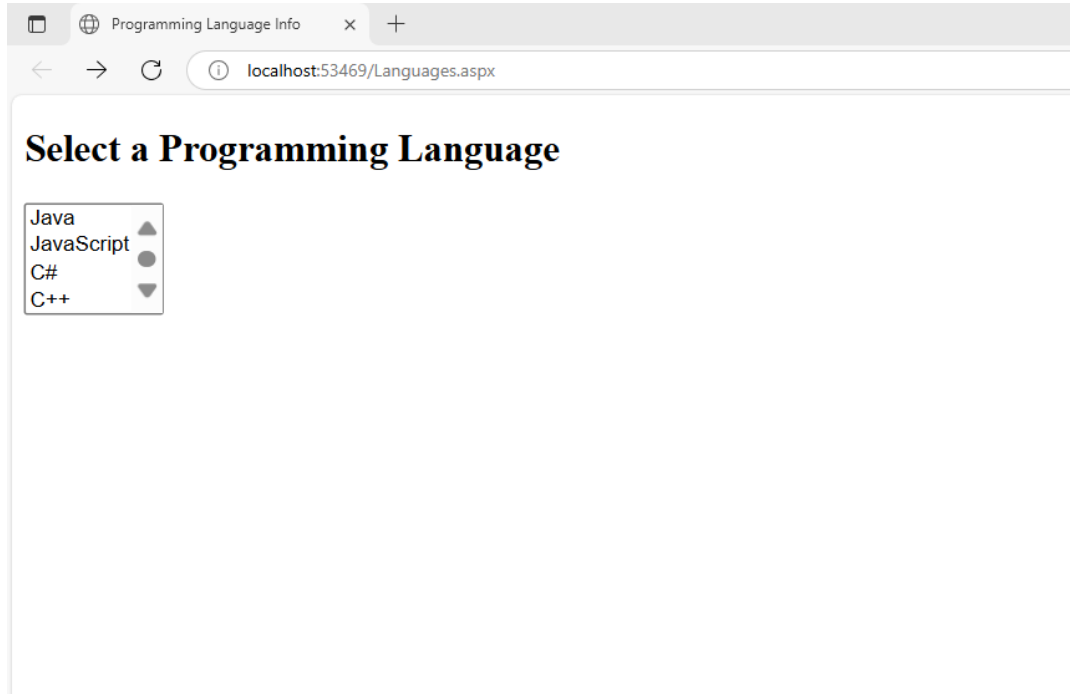 Programming Language Info
localhost:53469/Languages.aspx
Select a Programming Language
Java
JavaScript
C#
C++